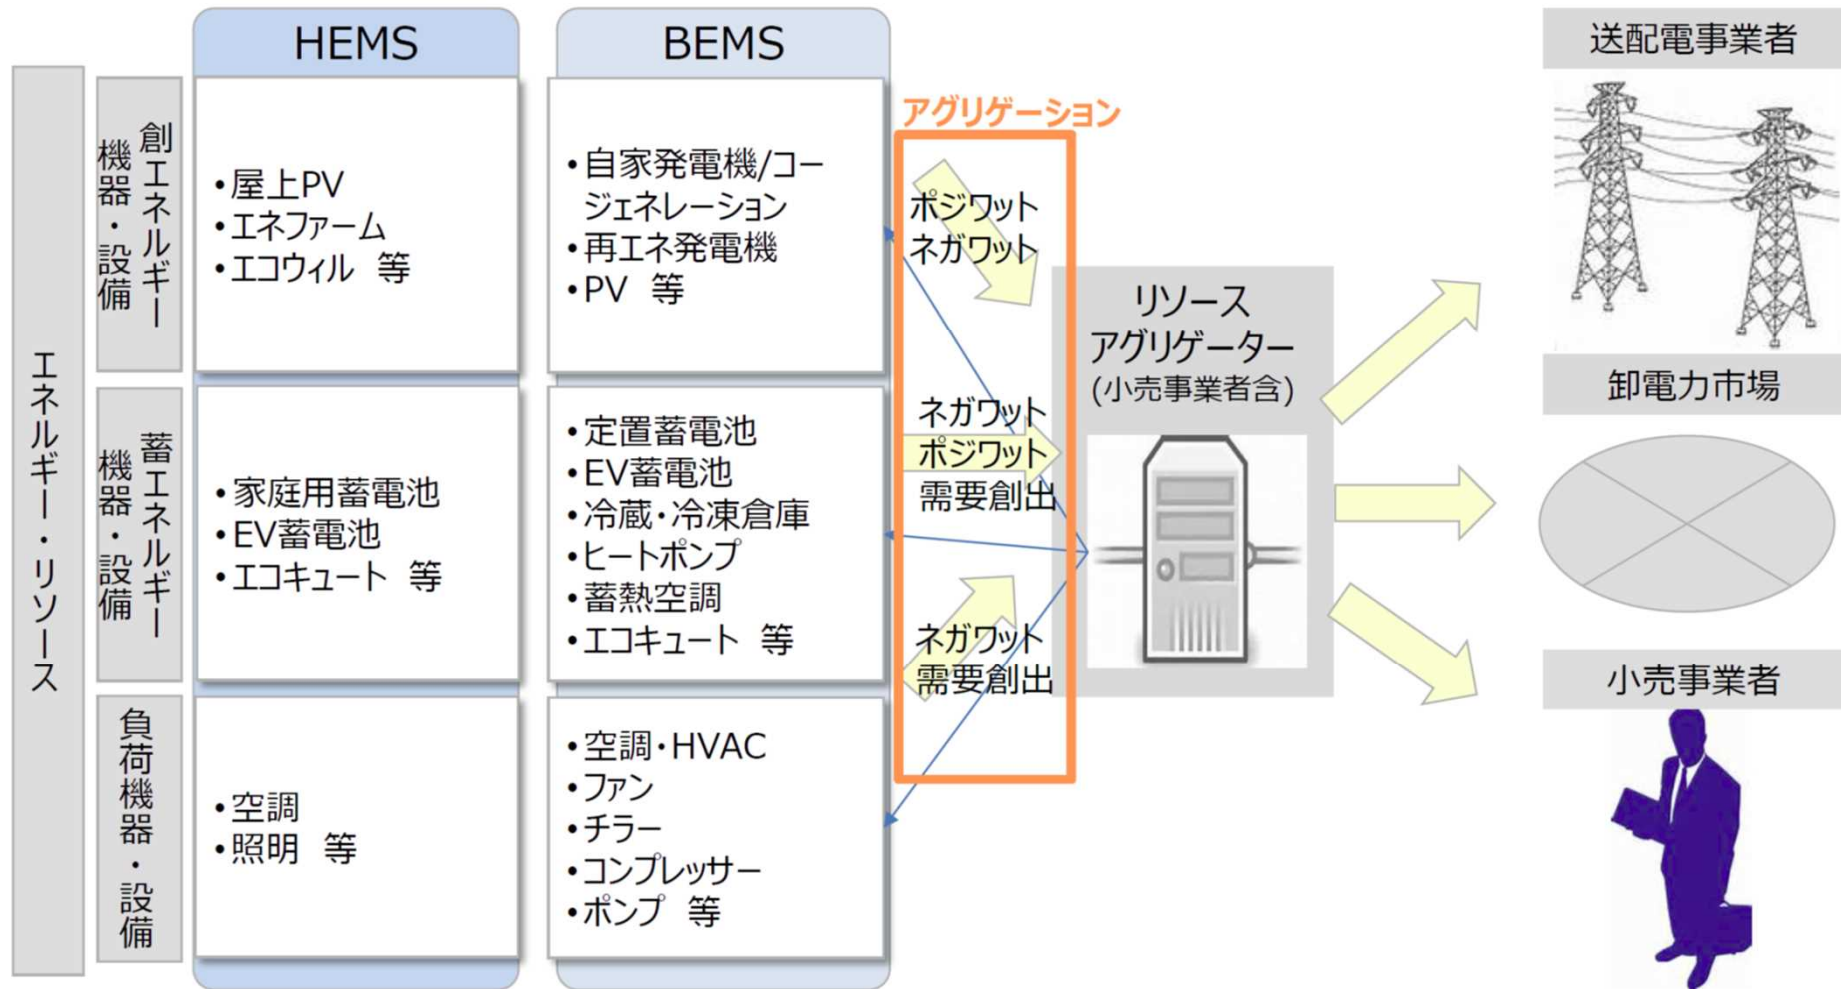 HEMS
BEMS
エネルギー・リソース
創エネルギー
機器・設備
・屋上PV
・エネファーム
・エコウィル 等
・自家発電機/コー
ジェネレーション
・再エネ発電機
・PV 等
蓄エネルギー
機器・設備
・家庭用蓄電池
・EV蓄電池
・エコキュート 等
・定置蓄電池
・EV蓄電池
・冷蔵・冷凍倉庫
・ヒートポンプ
・蓄熱空調
・エコキュート 等
負荷機器・設備
・空調
・照明 等
・空調・HVAC
・ファン
・チラー
・コンプレッサー
・ポンプ 等
アグリゲーション
ポジワット
ネガワット
ネガワット
ポジワット
需要創出
ネガワット
需要創出
リソース
アグリゲーター
(小売事業者含)
送配電事業者
卸電力市場
小売事業者